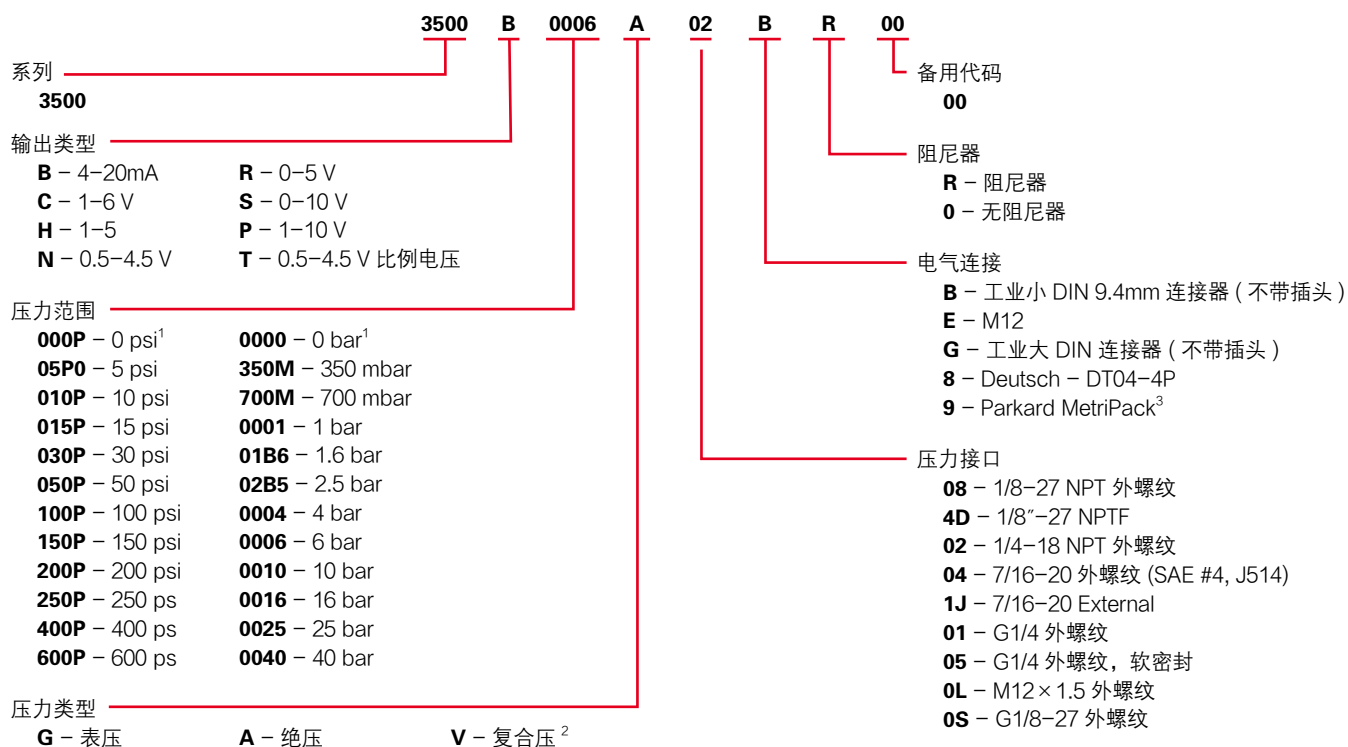 3500 B 0006 A 02 B R 00
系列
3500
输出类型
B – 4–20mA R – 0–5 V
C – 1–6 V S – 0–10 V
H – 1–5 P – 1–10 V
N – 0.5–4.5 V T – 0.5–4.5 V 比例电压
压力范围
000P – 0 psi¹ 0000 – 0 bar¹
05P0 – 5 psi 350M – 350 mbar
010P – 10 psi 700M – 700 mbar
015P – 15 psi 0001 – 1 bar
030P – 30 psi 01B6 – 1.6 bar
050P – 50 psi 02B5 – 2.5 bar
100P – 100 psi 0004 – 4 bar
150P – 150 psi 0006 – 6 bar
200P – 200 psi 0010 – 10 bar
250P – 250 ps 0016 – 16 bar
400P – 400 ps 0025 – 25 bar
600P – 600 ps 0040 – 40 bar
压力类型
G – 表压 A – 绝压 V – 复合压 ²
备用代码
00
阻尼器
R – 阻尼器
0 – 无阻尼器
电气连接
B – 工业小 DIN 9.4mm 连接器 ( 不带插头 )
E – M12
G – 工业大 DIN 连接器 ( 不带插头 )
8 – Deutsch – DT04–4P
9 – Parkard MetriPack³
压力接口
08 – 1/8–27 NPT 外螺纹
4D – 1/8″–27 NPTF
02 – 1/4–18 NPT 外螺纹
04 – 7/16–20 外螺纹 (SAE #4, J514)
1J – 7/16–20 External
01 – G1/4 外螺纹
05 – G1/4 外螺纹，软密封
0L – M12×1.5 外螺纹
0S – G1/8–27 外螺纹